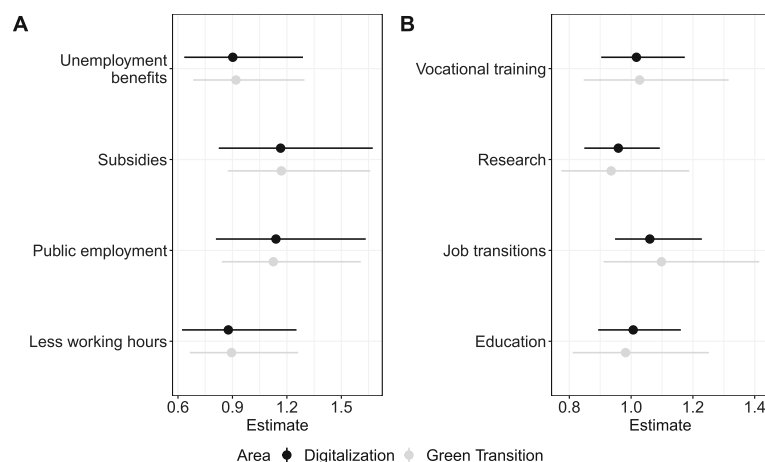 A
Unemployment
benefits
Subsidies
Public employment
Less working hours
0.6 0.9 1.2 1.5
Estimate
B
Vocational training
Research
Job transitions
Education
0.8 1.0 1.2 1.4
Estimate
Area Digitalization Green Transition